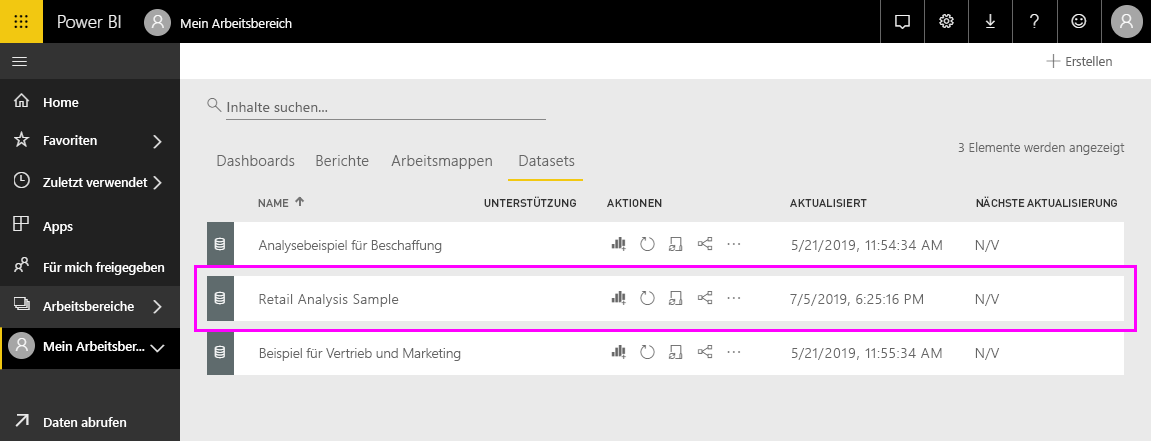 Power BI Mein Arbeitsbereich ?
Erstellen
Home
Favoriten
Zuletzt verwendet
Apps
Für mich freigegeben
Arbeitsbereiche
Mein Arbeitsber...
Daten abrufen
Inhalte suchen...
Dashboards Berichte Arbeitsmappen Datasets
3 Elemente werden angezeigt
NAME UNTERSTÜTZUNG AKTIONEN AKTUALISIERT NÄCHSTE AKTUALISIERUNG
Analysebeispiel für Beschaffung 5/21/2019, 11:54:34 AM N/V
Retail Analysis Sample 7/5/2019, 6:25:16 PM N/V
Beispiel für Vertrieb und Marketing 5/21/2019, 11:55:34 AM N/V